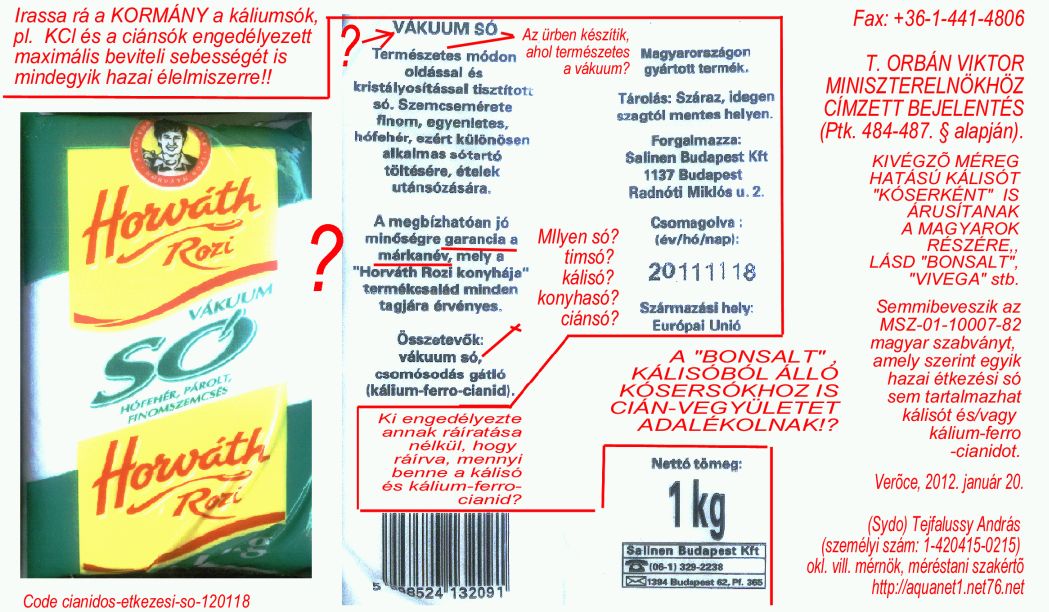 Irassa rá a KORMÁNY a káliumsók,
pl. KCl és a ciánsók engedélyezett
maximális beviteli sebességét is
mindegyik hazai élelmiszerre!!
Horváth
Rozi
VÁKUUM
SÓ
HÓFEHÉR, PÁROLT,
FINOMSZEMCSÉS
Horváth
Rozi
1kg
Code cianidos-etkezesi-so-120118
?
VÁKUUM SÓ
Természetes módon
oldással és
kristályosítással tisztított
só. Szemcsemérete
finom, egyenletes,
hófehér, ezért különösen
alkalmas sótartó
töltésére, ételek
utánsózására.
Az ürben készítik,
ahol természetes
a vákuum?
?
A megbízhatóan jó
minőségre garancia a
márkanév, mely a
"Horváth Rozi konyhája"
termékcsalád minden
tagjára érvényes.
Összetevők:
vákuum só,
csomósodás gátló
(kálium-ferro-cianid).
MIlyen só?
timsó?
kálisó?
konyhasó?
ciánsó?
Ki engedélyezte
annak ráiratása
nélkül, hogy
ráírva, mennyi
benne a kálisó
és kálium-ferro-
cianid?
5 998524 132091
Magyarországon
gyártott termék.
Tárolás: Száraz, idegen
szagtól mentes helyen.
Forgalmazza:
Salinen Budapest Kft
1137 Budapest
Radnóti Miklós u. 2.
Csomagolva :
(év/hó/nap):
20111118
Származási hely:
Európai Unió
A "BONSALT" ,
KÁLISÓBÓL ÁLLÓ
KÓSERSÓKHOZ IS
CIÁN-VEGYÜLETET
ADALÉKOLNAK!?
Nettó tömeg:
1 kg
Salinen Budapest Kft
(06-1) 329-2238
1394 Budapest 62, Pf. 365
Fax: +36-1-441-4806
T. ORBÁN VIKTOR
MINISZTERELNÖKHÖZ
CÍMZETT BEJELENTÉS
(Ptk. 484-487. § alapján).
KIVÉGZŐ MÉREG
HATÁSÚ KÁLISÓT
"KÓSERKÉNT" IS
ÁRUSÍTANAK
A MAGYAROK
RÉSZÉRE,,
LÁSD "BONSALT",
"VIVEGA" stb.
Semmibeveszik az
MSZ-01-10007-82
magyar szabványt,
amely szerint egyik
hazai étkezési só
sem tartalmazhat
kálisót és/vagy
kálium-ferro
-cianidot.
Verőce, 2012. január 20.
(Sydo) Tejfalussy András
(személyi szám: 1-420415-0215)
okl. vill. mérnök, méréstani szakértő
http://aquanet1.net76.net